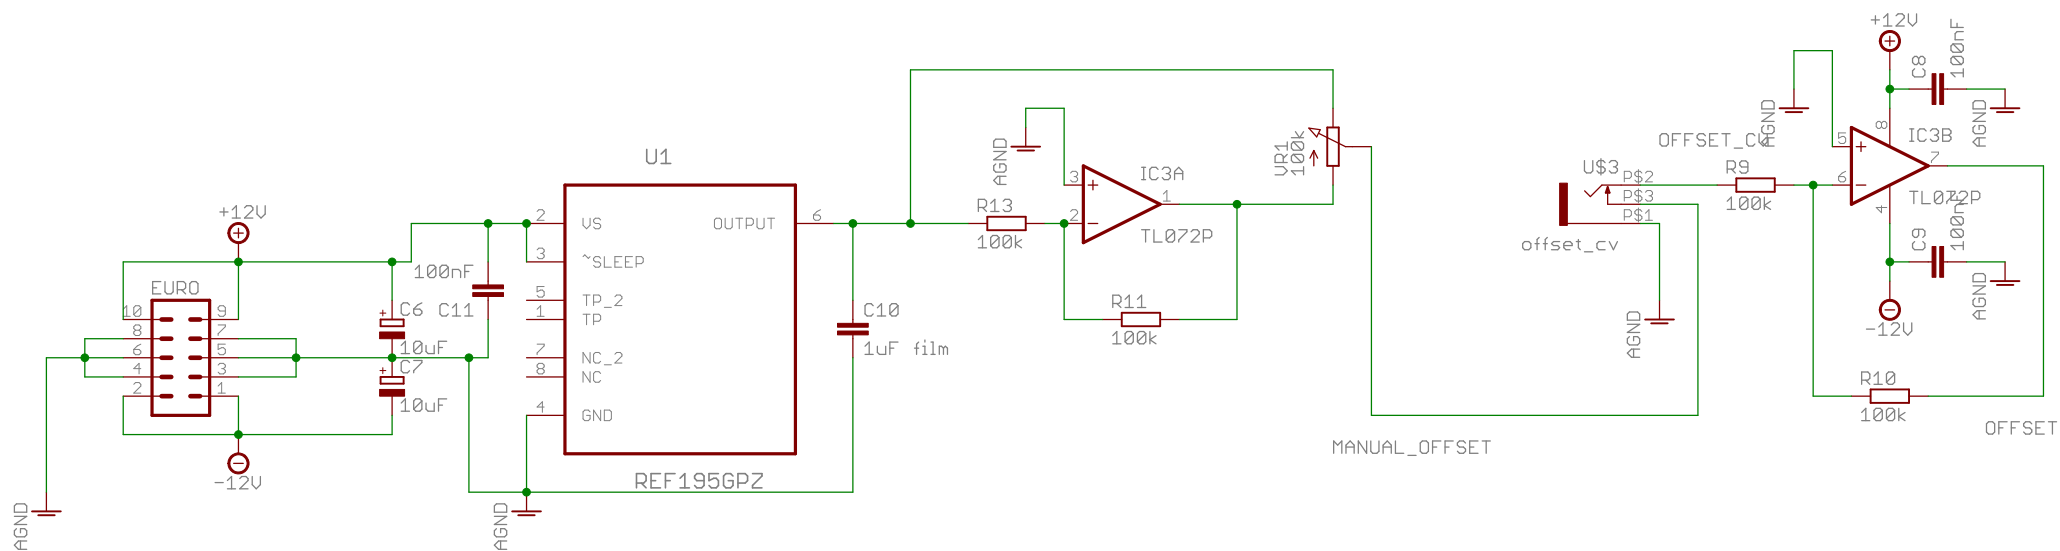 +12V
EURO
10
8
6
4
2
9
7
5
3
1
-12V
AGND
+
C6
10uF
+
C7
10uF
100nF
C11
U1
2
3
5
1
7
8
4
VS
~SLEEP
TP_2
TP
NC_2
NC
GND
OUTPUT
6
REF195GPZ
AGND
C10
1uF film
R13
100k
AGND
3
2
+
-
IC3A
1
TL072P
R11
100k
VR1
100k
MANUAL_OFFSET
U$3
P$2
P$3
P$1
offset_cv
AGND
OFFSET_CV
R9
100k
AGND
+12V
C8
100nF
AGND
5
6
+
-
8
4
IC3B
7
TL072P
C9
100nF
AGND
-12V
R10
100k
OFFSET